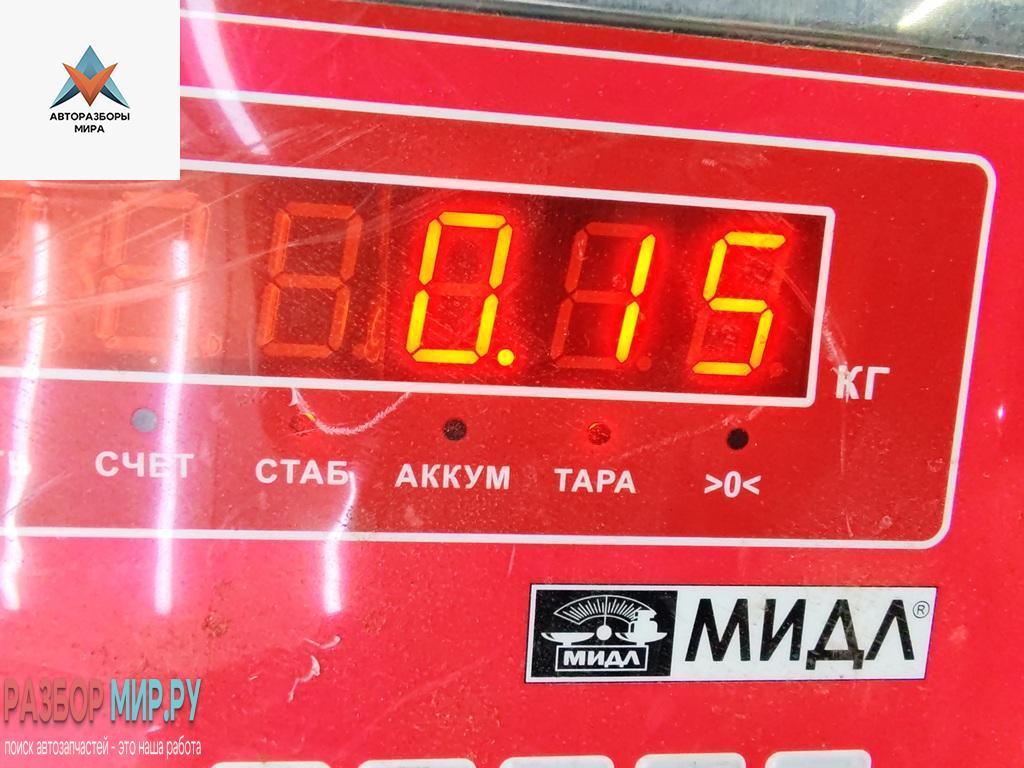 АВТОРАЗБОРЫ
МИРА
0.15
КГ
СЧЕТ
СТАБ
АККУМ
ТАРА
>0<
МИДЛ
МИДЛ®
РАЗБОР МИР.РУ
поиск автозапчастей - это наша работа